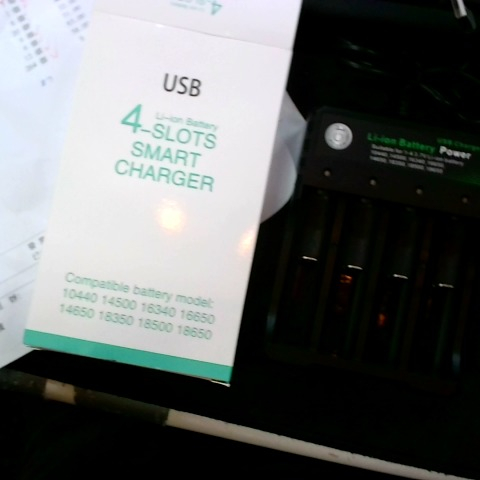 4
USB
Li-ion Battery
4-SLOTS
SMART
CHARGER
Compatible battery model:
10440 14500 16340 16650
14650 18350 18500 18650
Li-ion Battery
USB Charger
Power